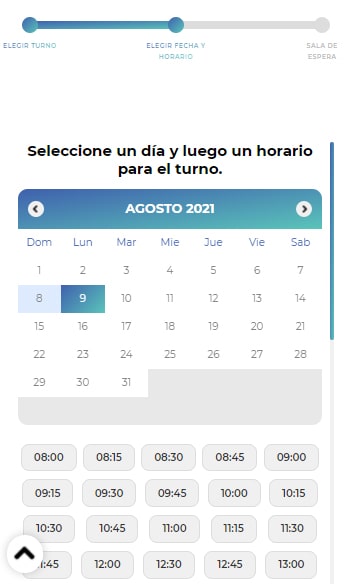 ELEGIR TURNO
ELEGIR FECHA Y
HORARIO
SALA DE
ESPERA
Seleccione un día y luego un horario
para el turno.
AGOSTO 2021
Dom Lun Mar Mie Jue Vie Sab
1 2 3 4 5 6 7
8 9 10 11 12 13 14
15 16 17 18 19 20 21
22 23 24 25 26 27 28
29 30 31
08:00 08:15 08:30 08:45 09:00
09:15 09:30 09:45 10:00 10:15
10:30 10:45 11:00 11:15 11:30
12:00 12:30 12:45 13:00